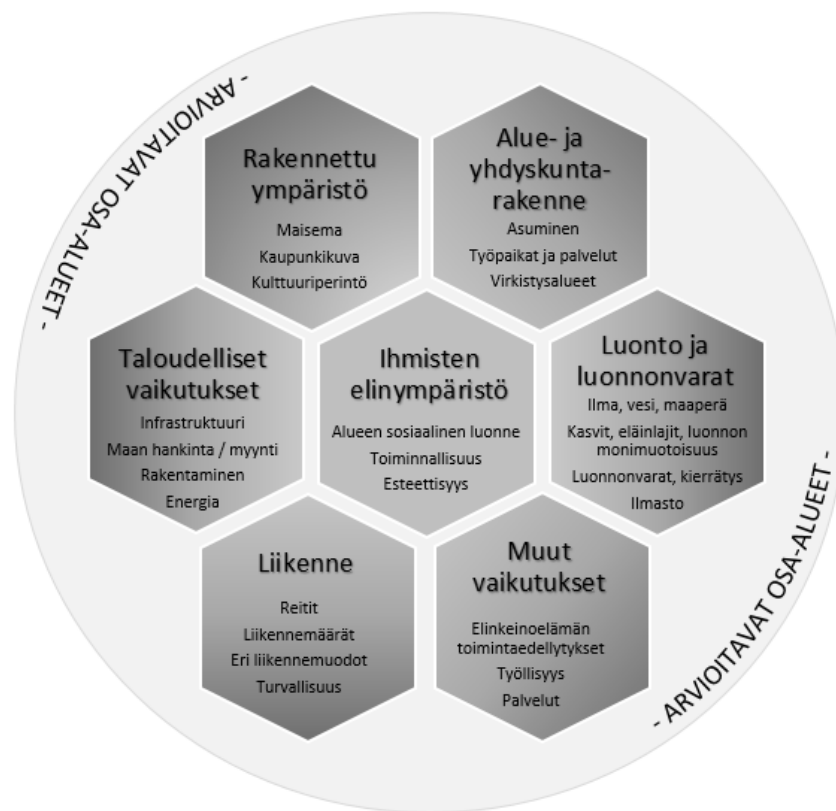 - ARVIOITAVAT OSA-ALUEET -
Rakennettu
ympäristö
Maisema
Kaupunkikuva
Kulttuuriperintö
Alue- ja
yhdyskunta-
rakenne
Asuminen
Työpaikat ja palvelut
Virkistysalueet
Taloudelliset
vaikutukset
Infrastruktuuri
Maan hankinta / myynti
Rakentaminen
Energia
Ihmisten
elinympäristö
Alueen sosiaalinen luonne
Toiminnallisuus
Esteettisyys
Luonto ja
luonnonvarat
Ilma, vesi, maaperä
Kasvit, eläinlajit, luonnon
monimuotoisuus
Luonnonvarat, kierrätys
Ilmasto
Liikenne
Reitit
Liikennemäärät
Eri liikennemuodot
Turvallisuus
Muut
vaikutukset
Elinkeinoelämän
toimintaedellytykset
Työllisyys
Palvelut
- ARVIOITAVAT OSA-ALUEET -